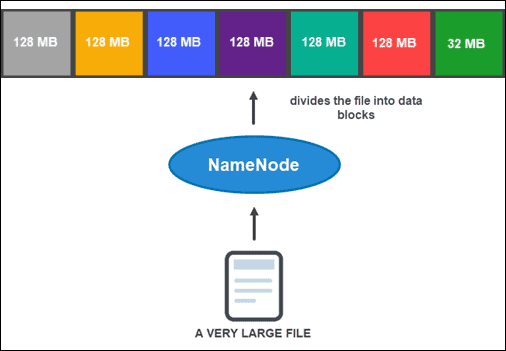 128 MB 128 MB 128 MB 128 MB 128 MB 128 MB 32 MB
divides the file into data
blocks
NameNode
A VERY LARGE FILE